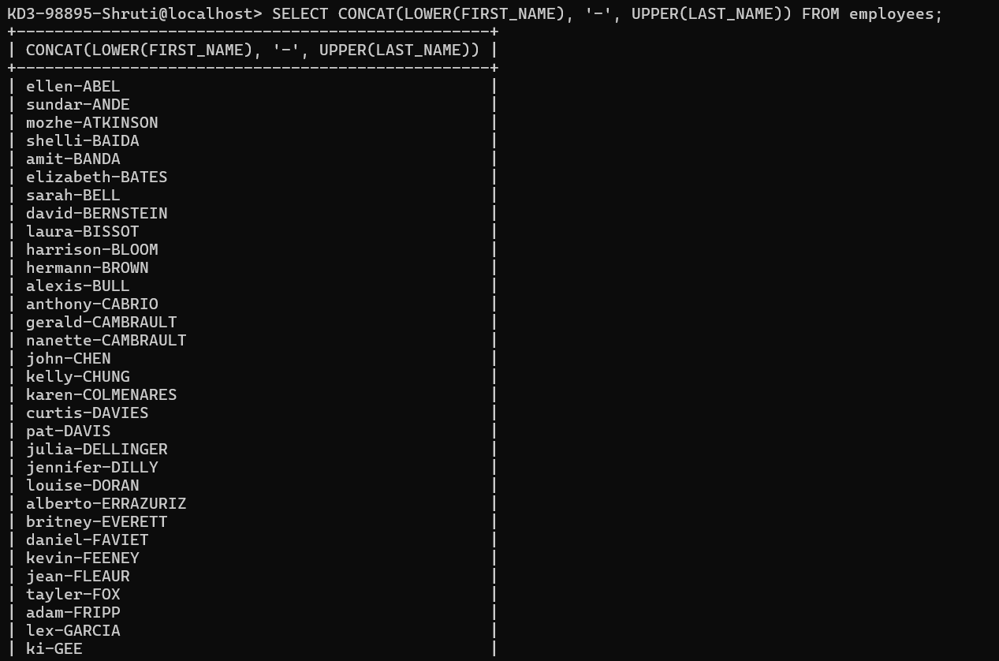 KD3-98895-Shruti@localhost> SELECT CONCAT(LOWER(FIRST_NAME), '-', UPPER(LAST_NAME)) FROM employees;
+--------------------------------------------------+
| CONCAT(LOWER(FIRST_NAME), '-', UPPER(LAST_NAME)) |
+--------------------------------------------------+
| ellen-ABEL                                       |
| sundar-ANDE                                      |
| mozhe-ATKINSON                                   |
| shelli-BAIDA                                     |
| amit-BANDA                                       |
| elizabeth-BATES                                  |
| sarah-BELL                                       |
| david-BERNSTEIN                                  |
| laura-BISSOT                                     |
| harrison-BLOOM                                   |
| hermann-BROWN                                    |
| alexis-BULL                                      |
| anthony-CABRIO                                   |
| gerald-CAMBRAULT                                 |
| nanette-CAMBRAULT                                |
| john-CHEN                                        |
| kelly-CHUNG                                      |
| karen-COLMENARES                                 |
| curtis-DAVIES                                    |
| pat-DAVIS                                        |
| julia-DELLINGER                                  |
| jennifer-DILLY                                   |
| louise-DORAN                                     |
| alberto-ERRAZURIZ                                |
| britney-EVERETT                                  |
| daniel-FAVIET                                    |
| kevin-FEENEY                                     |
| jean-FLEAUR                                      |
| tayler-FOX                                       |
| adam-FRIPP                                       |
| lex-GARCIA                                       |
| ki-GEE                                           |